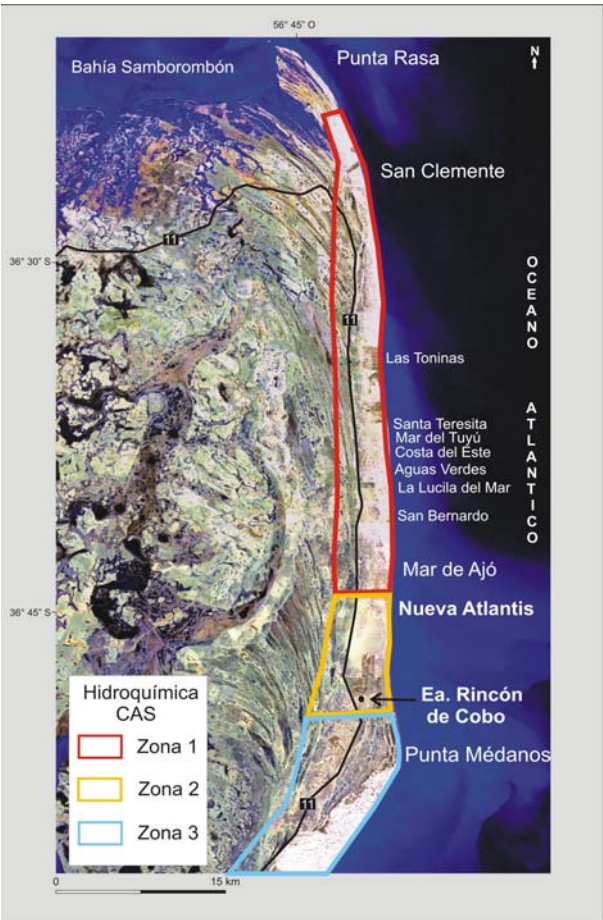 56° 45" O
Bahía Samborombón
Punta Rasa
N
San Clemente
11
36° 30" S
11
OCEANO ATLANTICO
Las Toninas
Santa Teresita
Mar del Tuyú
Costa del Este
Aguas Verdes
La Lucila del Mar
San Bernardo
Mar de Ajó
36° 45" S
Nueva Atlantis
Ea. Rincón
de Cobo
Punta Médanos
11
Hidroquímica
CAS
Zona 1
Zona 2
Zona 3
0 15 km